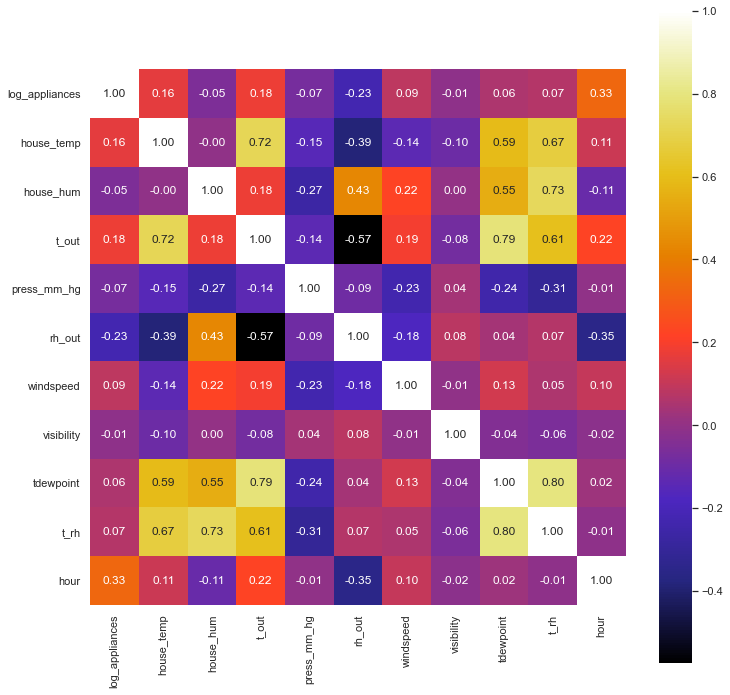 log_appliances 1.00 0.16 -0.05 0.18 -0.07 -0.23 0.09 -0.01 0.06 0.07 0.33
house_temp 0.16 1.00 -0.00 0.72 -0.15 -0.39 -0.14 -0.10 0.59 0.67 0.11
house_hum -0.05 -0.00 1.00 0.18 -0.27 0.43 0.22 0.00 0.55 0.73 -0.11
t_out 0.18 0.72 0.18 1.00 -0.14 -0.57 0.19 -0.08 0.79 0.61 0.22
press_mm_hg -0.07 -0.15 -0.27 -0.14 1.00 -0.09 -0.23 0.04 -0.24 -0.31 -0.01
rh_out -0.23 -0.39 0.43 -0.57 -0.09 1.00 -0.18 0.08 0.04 0.07 -0.35
windspeed 0.09 -0.14 0.22 0.19 -0.23 -0.18 1.00 -0.01 0.13 0.05 0.10
visibility -0.01 -0.10 0.00 -0.08 0.04 0.08 -0.01 1.00 -0.04 -0.06 -0.02
tdewpoint 0.06 0.59 0.55 0.79 -0.24 0.04 0.13 -0.04 1.00 0.80 0.02
t_rh 0.07 0.67 0.73 0.61 -0.31 0.07 0.05 -0.06 0.80 1.00 -0.01
hour 0.33 0.11 -0.11 0.22 -0.01 -0.35 0.10 -0.02 0.02 -0.01 1.00
log_appliances
house_temp
house_hum
t_out
press_mm_hg
rh_out
windspeed
visibility
tdewpoint
t_rh
hour
1.0
0.8
0.6
0.4
0.2
0.0
−0.2
−0.4